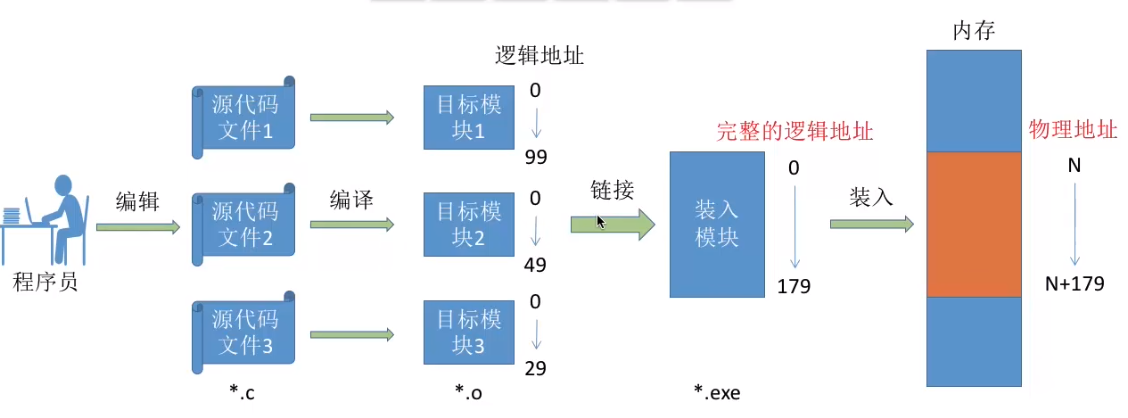 内存
逻辑地址
源代码
文件1
目标模
块1
0
99
完整的逻辑地址
物理地址
程序员
编辑
源代码
文件2
编译
目标模
块2
0
49
链接
装入
模块
0
179
装入
N
N+179
源代码
文件3
目标模
块3
0
29
*.c
*.o
*.exe